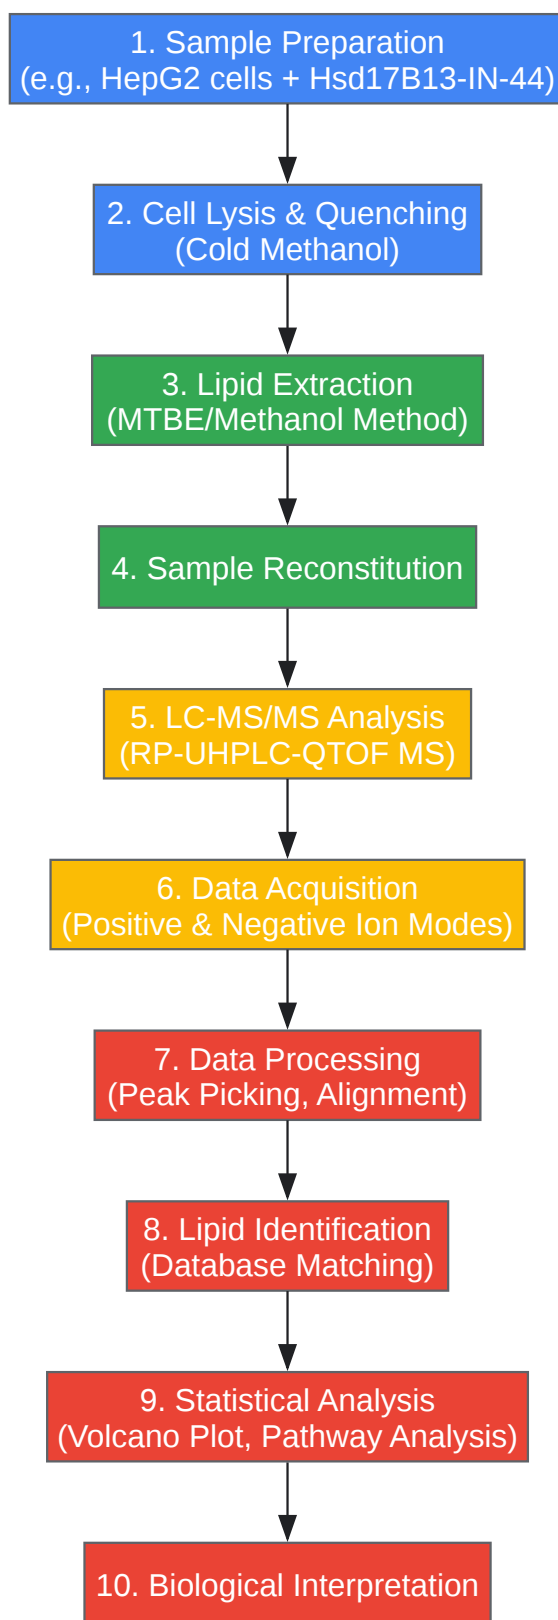 1. Sample Preparation
(e.g., HepG2 cells + Hsd17B13-IN-44)
2. Cell Lysis & Quenching
(Cold Methanol)
3. Lipid Extraction
(MTBE/Methanol Method)
4. Sample Reconstitution
5. LC-MS/MS Analysis
(RP-UHPLC-QTOF MS)
6. Data Acquisition
(Positive & Negative Ion Modes)
7. Data Processing
(Peak Picking, Alignment)
8. Lipid Identification
(Database Matching)
9. Statistical Analysis
(Volcano Plot, Pathway Analysis)
10. Biological Interpretation